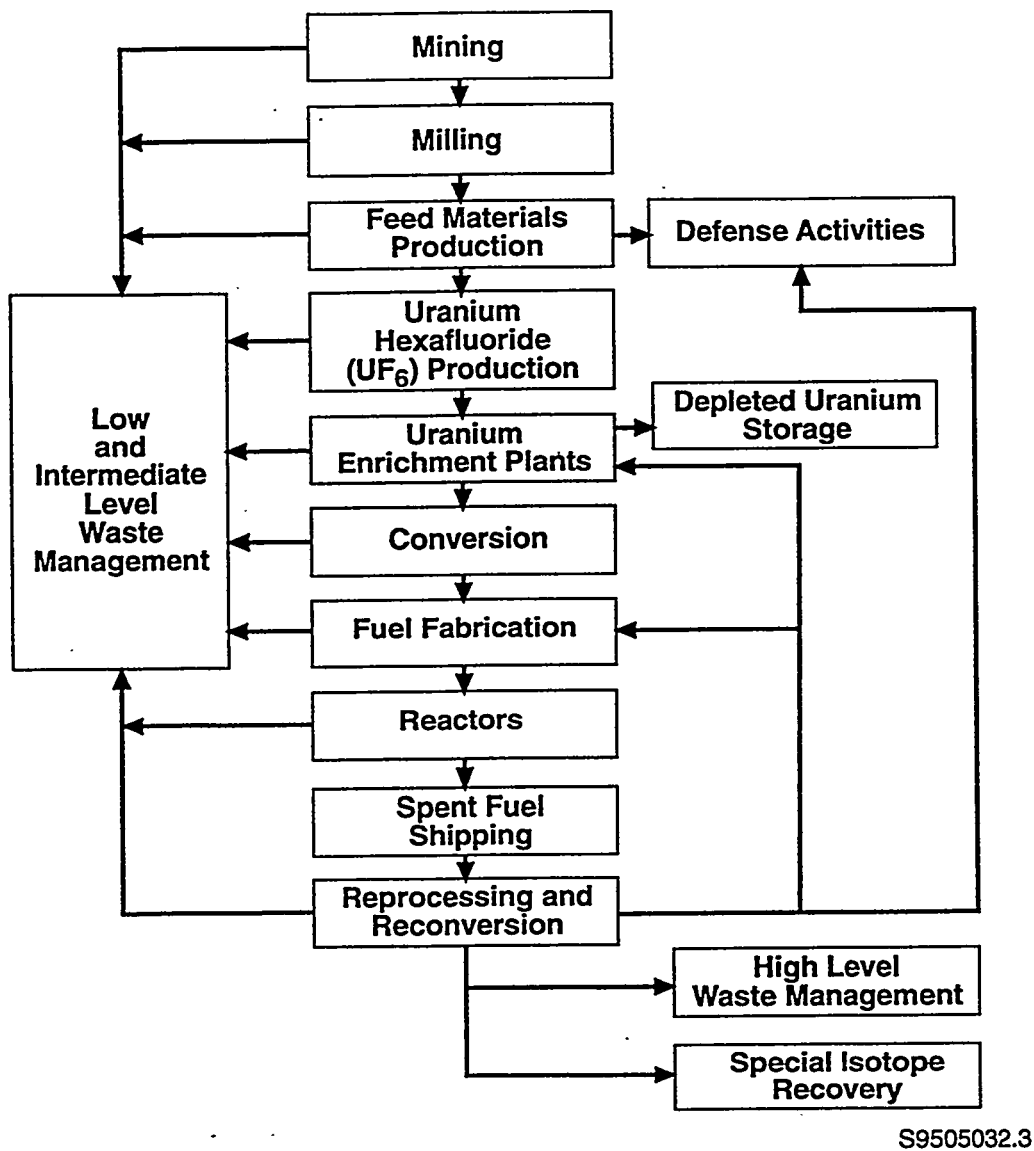 Mining
Milling
Feed Materials
Production
Defense Activities
Uranium
Hexafluoride
(UF6) Production
Low
and
Intermediate
Level
Waste
Management
Uranium
Enrichment Plants
Depleted Uranium
Storage
Conversion
Fuel Fabrication
Reactors
Spent Fuel
Shipping
Reprocessing and
Reconversion
High Level
Waste Management
Special Isotope
Recovery
S9505032.3